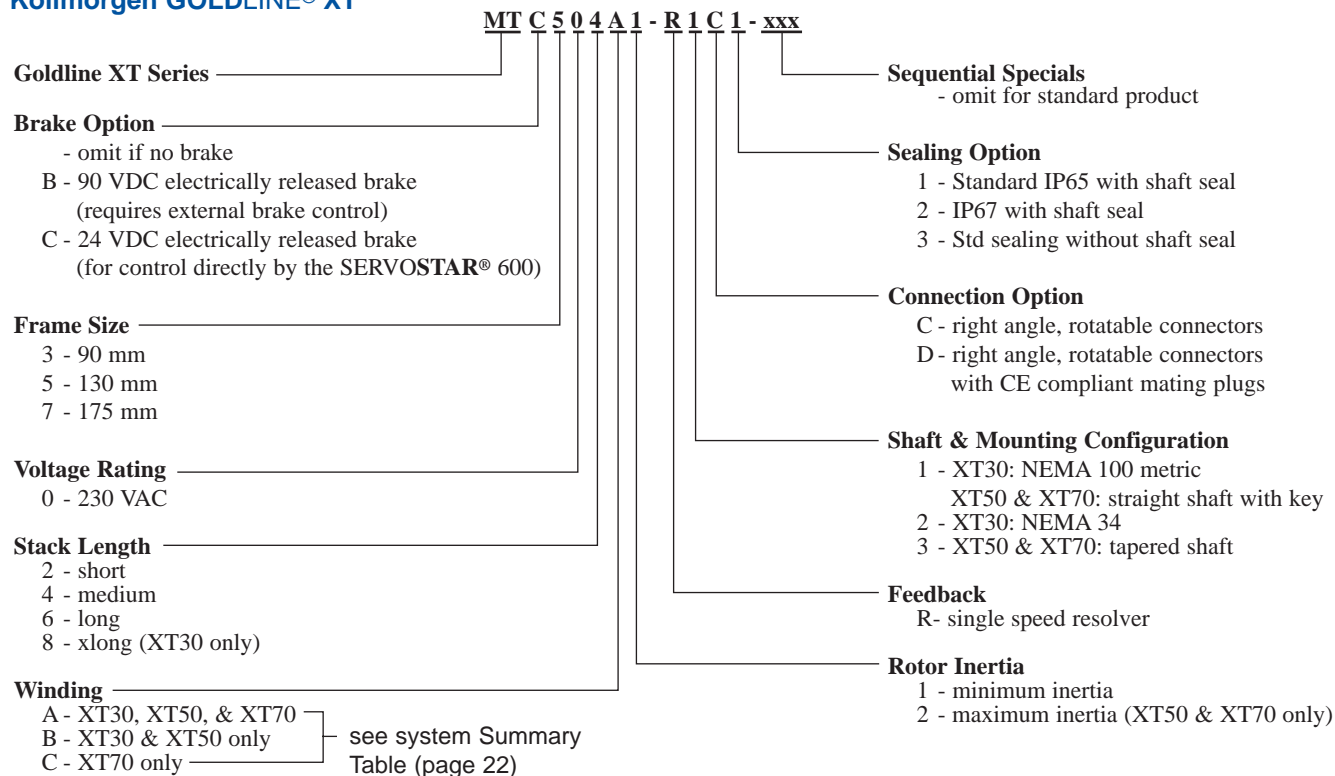 Kollmorgen GOLDLINE® XT
MT C 5 0 4 A 1 - R 1 C 1 - xxx
Goldline XT Series
Brake Option
- omit if no brake
B - 90 VDC electrically released brake
(requires external brake control)
C - 24 VDC electrically released brake
(for control directly by the SERVOSTAR® 600)
Frame Size
3 - 90 mm
5 - 130 mm
7 - 175 mm
Voltage Rating
0 - 230 VAC
Stack Length
2 - short
4 - medium
6 - long
8 - xlong (XT30 only)
Winding
A - XT30, XT50, & XT70
B - XT30 & XT50 only
C - XT70 only
see system Summary
Table (page 22)
Sequential Specials
- omit for standard product
Sealing Option
1 - Standard IP65 with shaft seal
2 - IP67 with shaft seal
3 - Std sealing without shaft seal
Connection Option
C - right angle, rotatable connectors
D - right angle, rotatable connectors
with CE compliant mating plugs
Shaft & Mounting Configuration
1 - XT30: NEMA 100 metric
XT50 & XT70: straight shaft with key
2 - XT30: NEMA 34
3 - XT50 & XT70: tapered shaft
Feedback
R- single speed resolver
Rotor Inertia
1 - minimum inertia
2 - maximum inertia (XT50 & XT70 only)